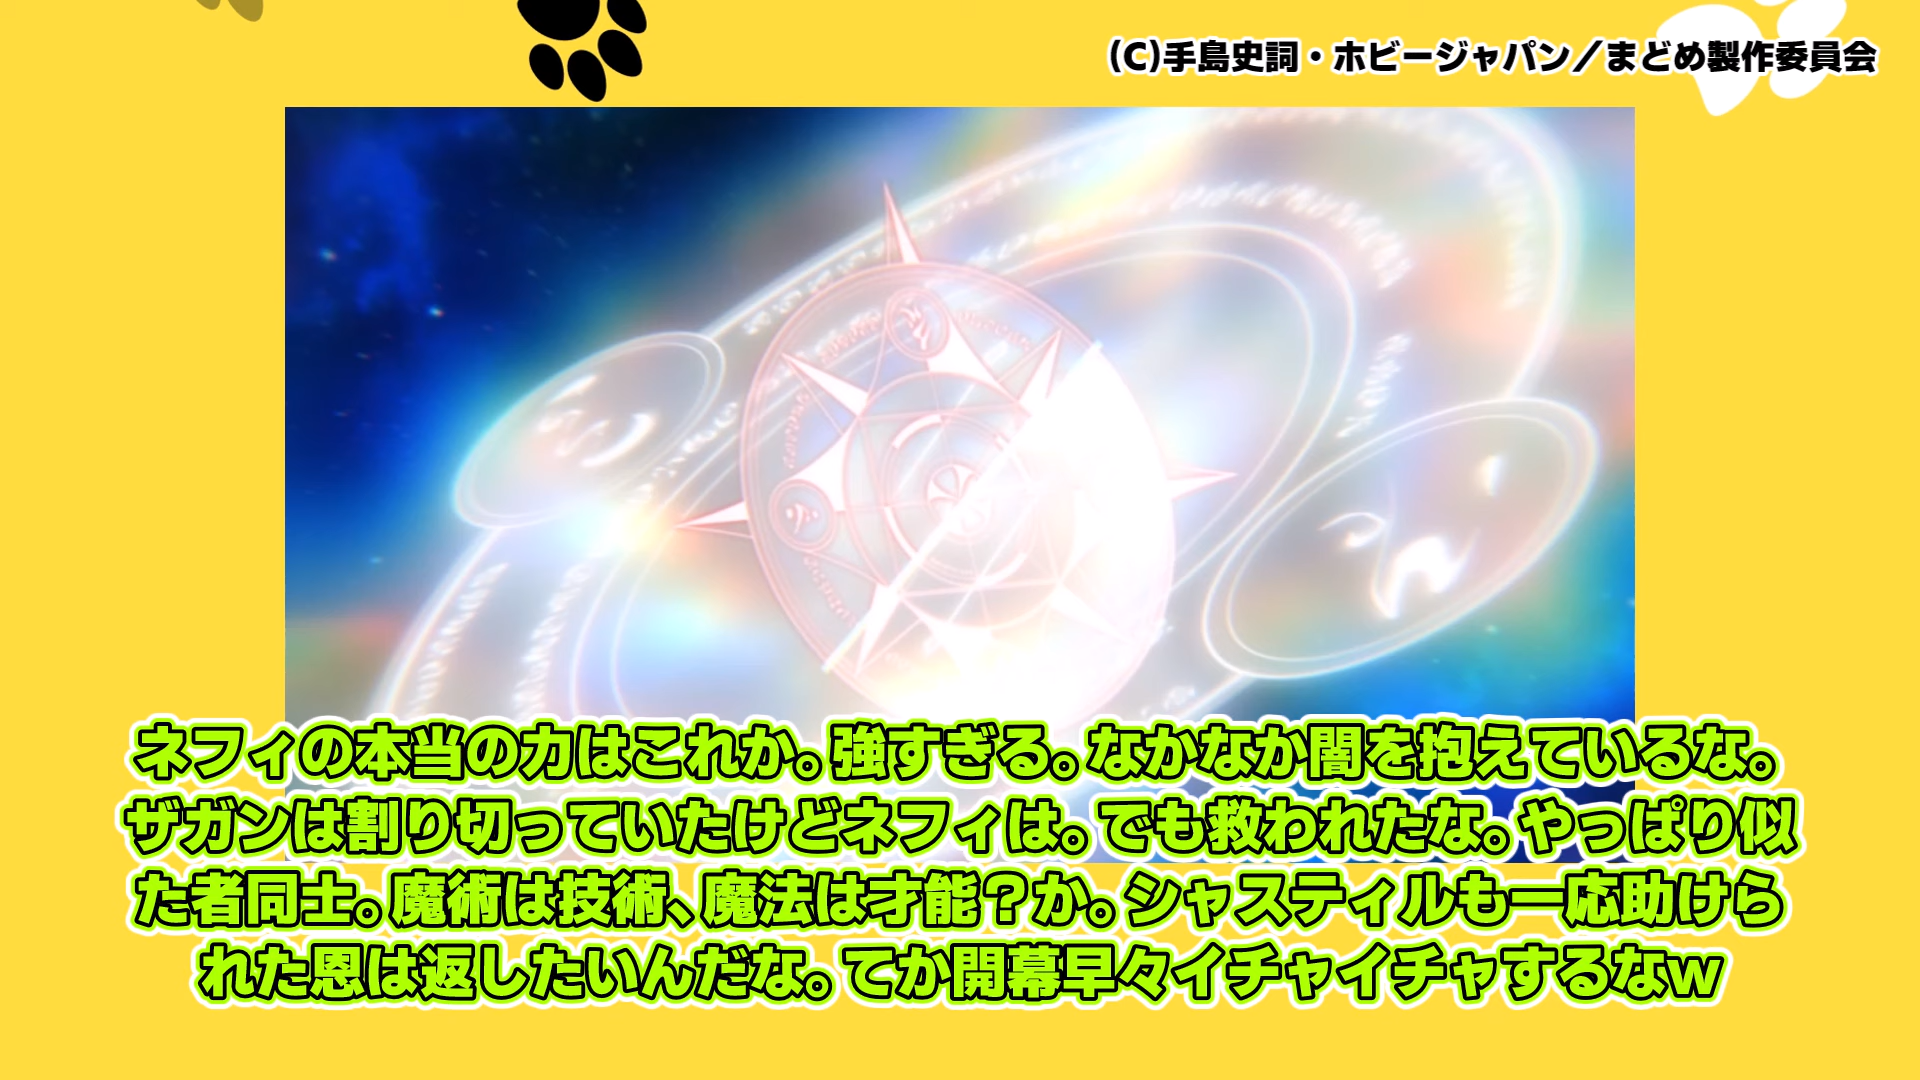 (C)手島史詞・ホビージャパン／まどめ製作委員会
ネフィの本当の力はこれか。強すぎる。なかなか闇を抱えているな。
ザガンは割り切っていたけどネフィは。でも救われたな。やっぱり似
た者同士。魔術は技術、魔法は才能？か。シャスティルも一応助けら
れた恩は返したいんだな。てか開幕早々イチャイチャするなw